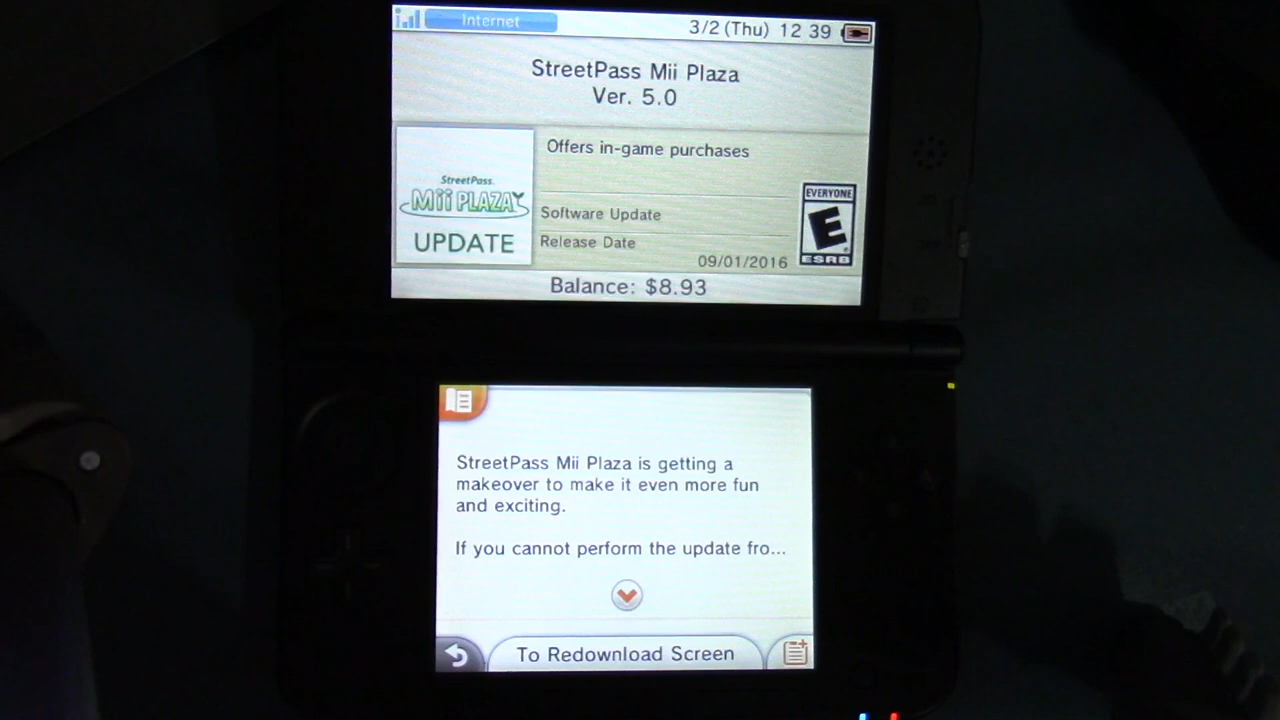 Internet
3/2 (Thu) 12 39
StreetPass Mii Plaza
Ver. 5.0
StreetPass
Mii PLAZA
UPDATE
Offers in-game purchases
Software Update
Release Date
09/01/2016
EVERYONE
E
ESRB
Balance: $8.93
StreetPass Mii Plaza is getting a
makeover to make it even more fun
and exciting.
If you cannot perform the update fro...
To Redownload Screen